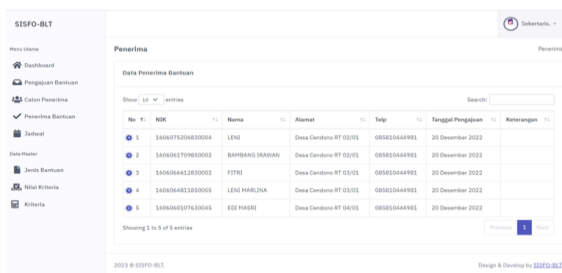 SISFO-BLT
Sekertaris.
Menu Utama
Dashboard
Pengajuan Bantuan
Calon Penerima
Penerima Bantuan
Jadwal
Data Master
Jenis Bantuan
Nilai Kriteria
Kriteria
Penerima
Penerima
Data Penerima Bantuan
Show 10 entries
Search:
No NIK Nama Alamat Telp Tanggal Pengajuan Keterangan
1 1606075206830004 LENI Desa Cendono RT 02/01 085810444901 20 Desember 2022
2 1606061709800002 BAMBANG IRAWAN Desa Cendono RT 02/01 085810444901 20 Desember 2022
3 1606066612830002 FITRI Desa Cendono RT 03/01 085810444901 20 Desember 2022
4 1606064811850005 LENI MARLINA Desa Cendono RT 03/01 085810444901 20 Desember 2022
5 1606060107630045 EDI MASRI Desa Cendono RT 04/01 085810444901 20 Desember 2022
Showing 1 to 5 of 5 entries
Previous 1 Next
2023 © SISFO-BLT.
Design & Develop by SISFO-BLT